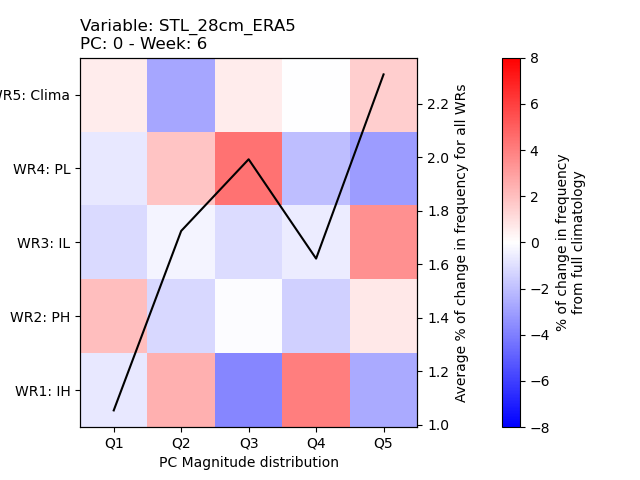 Variable: STL_28cm_ERA5
PC: 0 - Week: 6
WR5: Clima
WR4: PL
WR3: IL
WR2: PH
WR1: IH
Q1 Q2 Q3 Q4 Q5
PC Magnitude distribution
2.2
2.0
1.8
1.6
1.4
1.2
1.0
Average % of change in frequency for all WRs
8
6
4
2
0
−2
−4
−6
−8
% of change in frequency
from full climatology